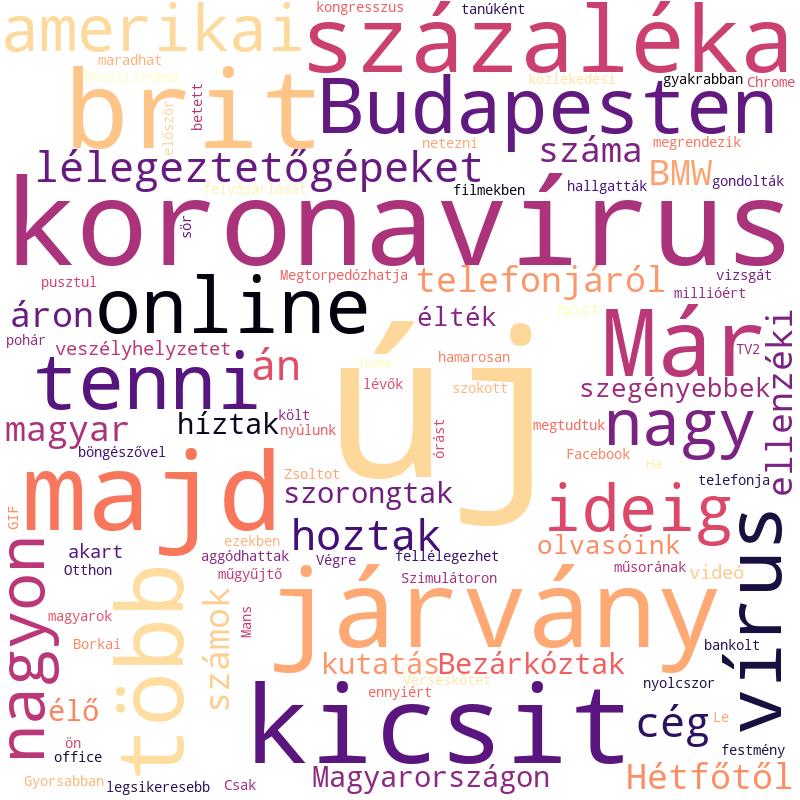 kongresszus
tanúként
amerikai
százaléka
maradhat
brit
Budapesten
közlekedési
gyakrabban
Chrome
betett
először
netezni
száma
megrendezik
lélegeztetőgépeket
BMW
gondolták
felvásárlását
filmekben
hallgatták
koronavírus
sör
pusztul
Megtorpedózhatja
telefonjáról
vizsgát
millióért
áron
online
élték
most
Már
ellenzéki
pohár
veszélyhelyzetet
új
hamarosan
TV2
tenni
án
lévők
szokott
szegényebbek
magyar
híztak
költ
nyúlunk
órást
megtudtuk
nagy
böngészővel
Facebook
majd
Zsoltot
szorongtak
Ha
telefonja
GIF
ideig
vírus
nagyon
akart
hoztak
ezekben
aggódhattak
Végre
fellélegezhet
olvasóink
Otthon
több
műgyűjtő
Szimulátoron
műsorának
videó
járvány
magyarok
számok
Mans
Borkai
kutatás
Bezárkóztak
bankolt
Verseskötet
ennyiért
nyolcszor
élő
kicsit
cég
Le
ön
office
festmény
Gyorsabban
legsikeresebb
Csak
Magyarországon
Hétfőtől